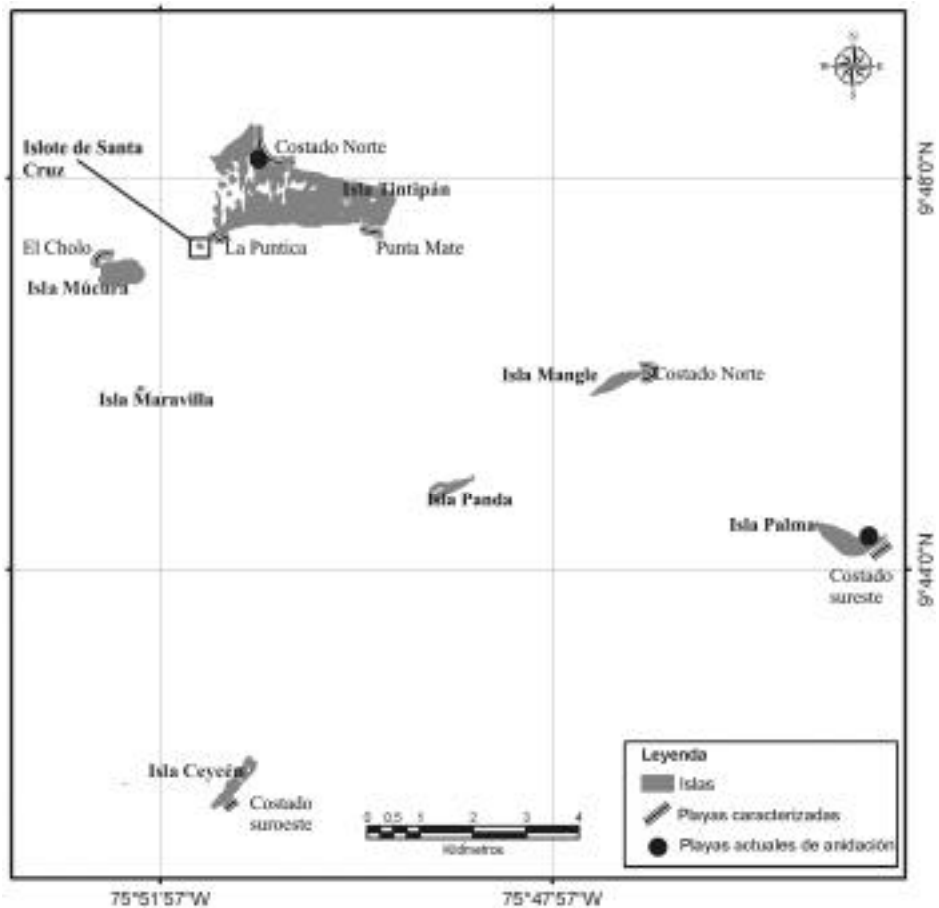 N
W E
S
Islote de Santa
Cruz
Costado Norte
Isla Tintipán
9°48'0"N
El Cholo
La Puntica
Punta Mate
Isla Múcura
Isla Mangle
Costado Norte
Isla Maravilla
Isla Panda
Isla Palma
Costado
sureste
9°44'0"N
Isla Ceycén
Costado
suroeste
0 0,5 1 2 3 4
Kilómetros
Leyenda
Islas
Playas caracterizadas
Playas actuales de anidación
75°51'57"W
75°47'57"W